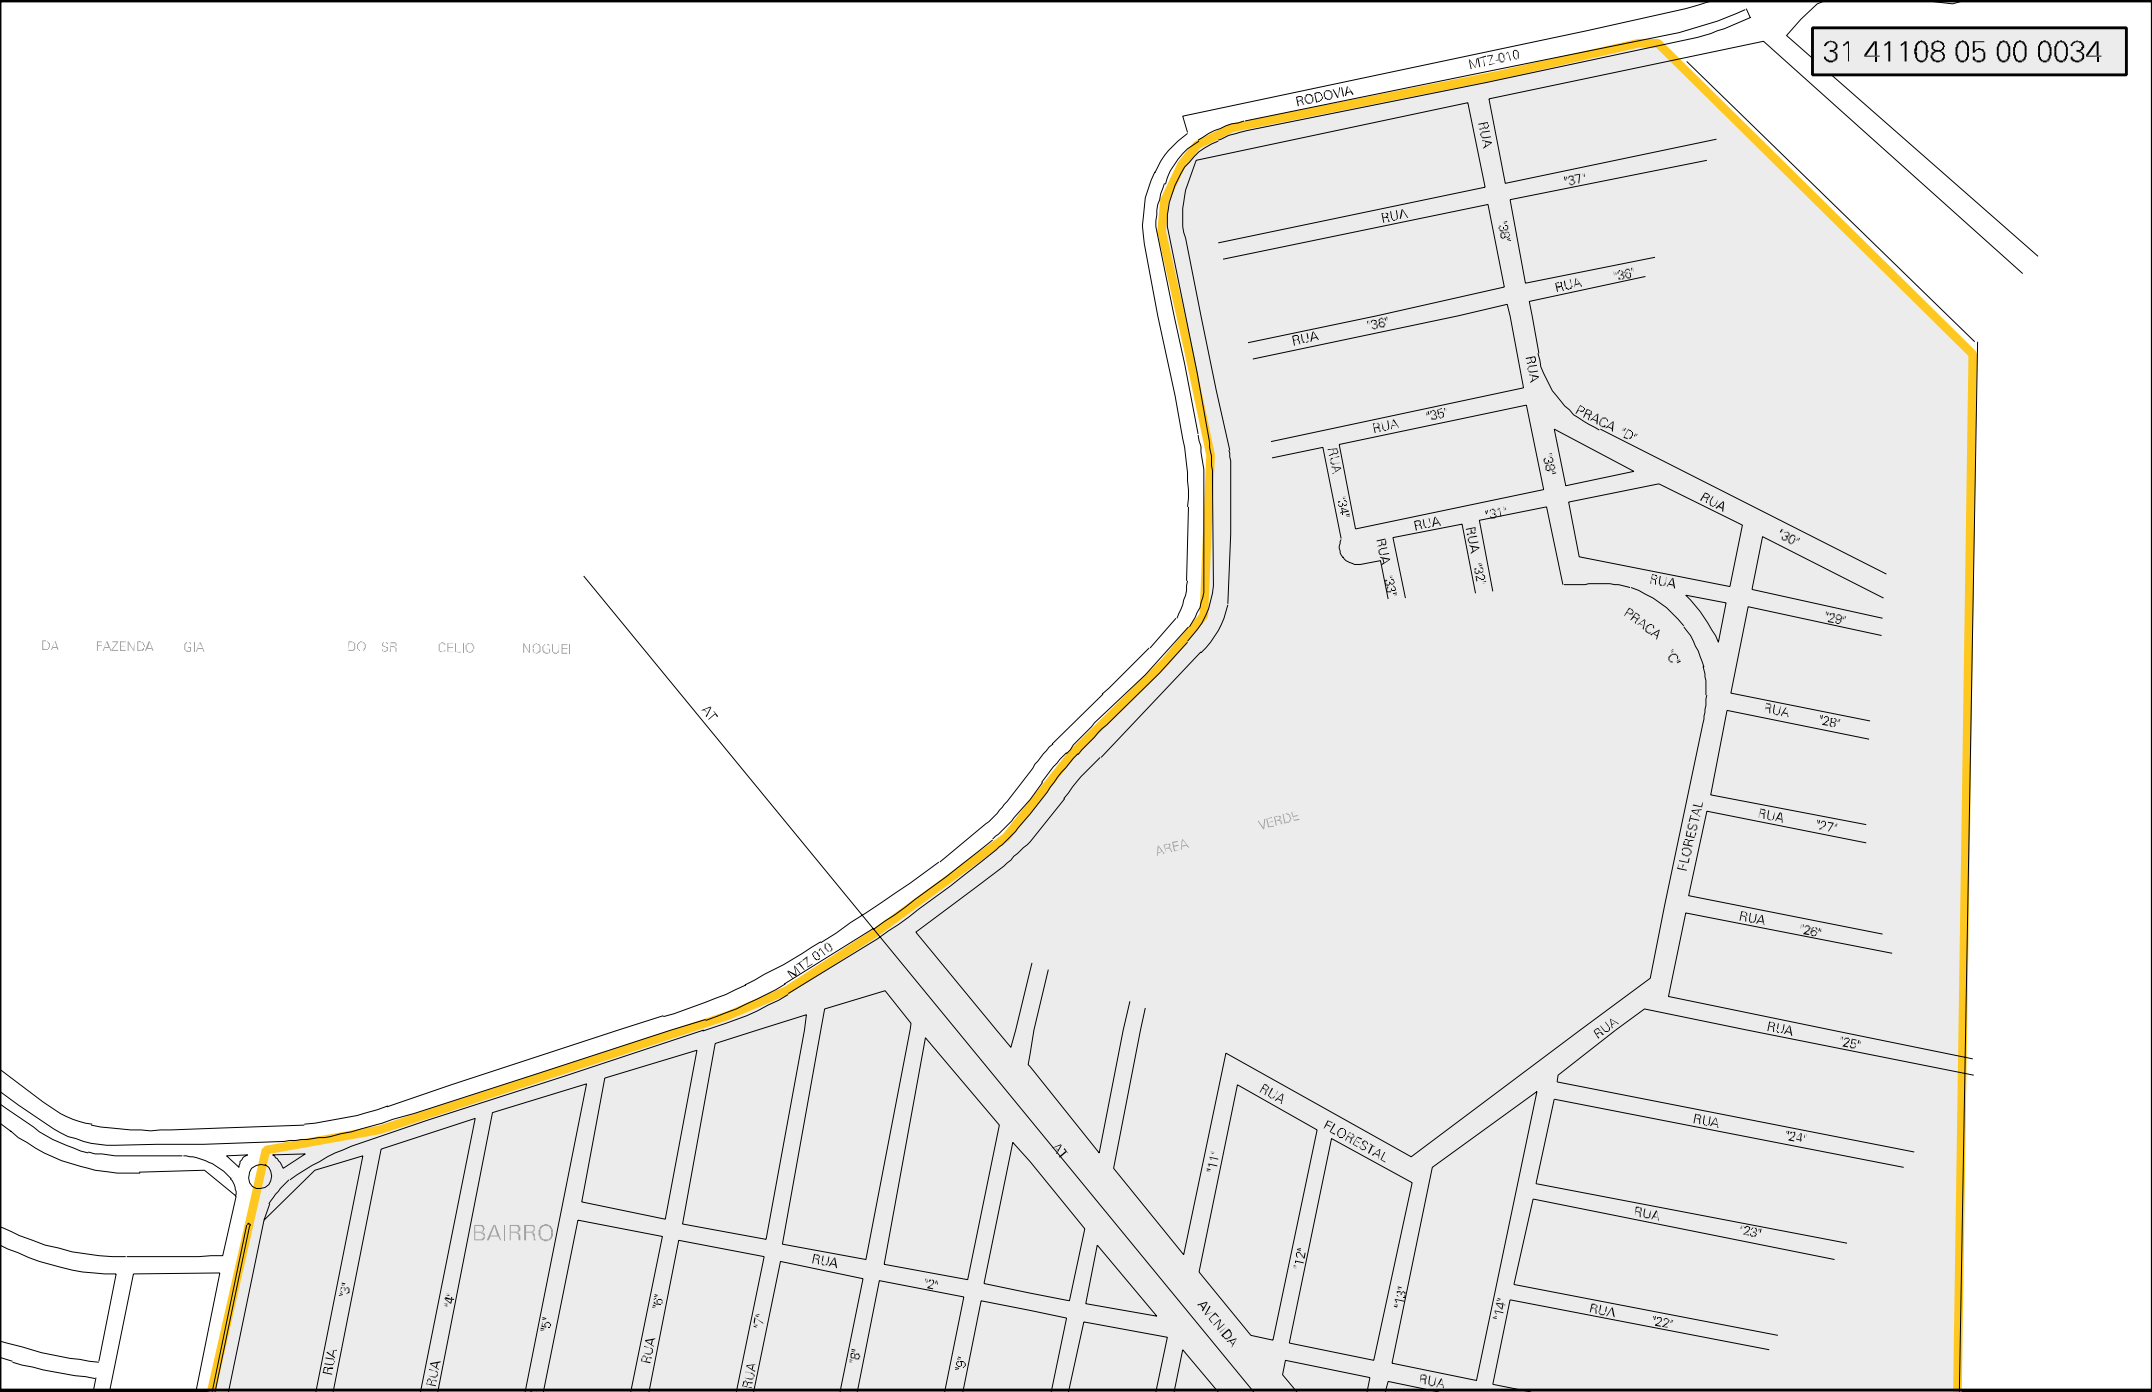 31 41108 05 00 0034
RODOVIA MTZ-010
RUA "38"
RUA "37"
RUA "36"
RUA "36"
RUA "38"
RUA "35"
PRACA "D"
RUA "34"
RUA "31"
RUA "33"
RUA "32"
RUA "30"
RUA "29"
PRACA "C"
DA FAZENDA GIA DO SR CELIO NOGUEI
AT
RUA "28"
RUA "27"
AREA VERDE
RUA FLORESTAL
RUA "26"
MTZ 010
RUA "25"
RUA FLORESTAL
RUA "24"
AT
"11"
RUA "23"
BAIRRO
RUA "2"
"12"
"13"
"14"
RUA "22"
AVENIDA
RUA "3"
RUA "4"
"5"
RUA "6"
RUA "7"
"8"
"9"
RUA